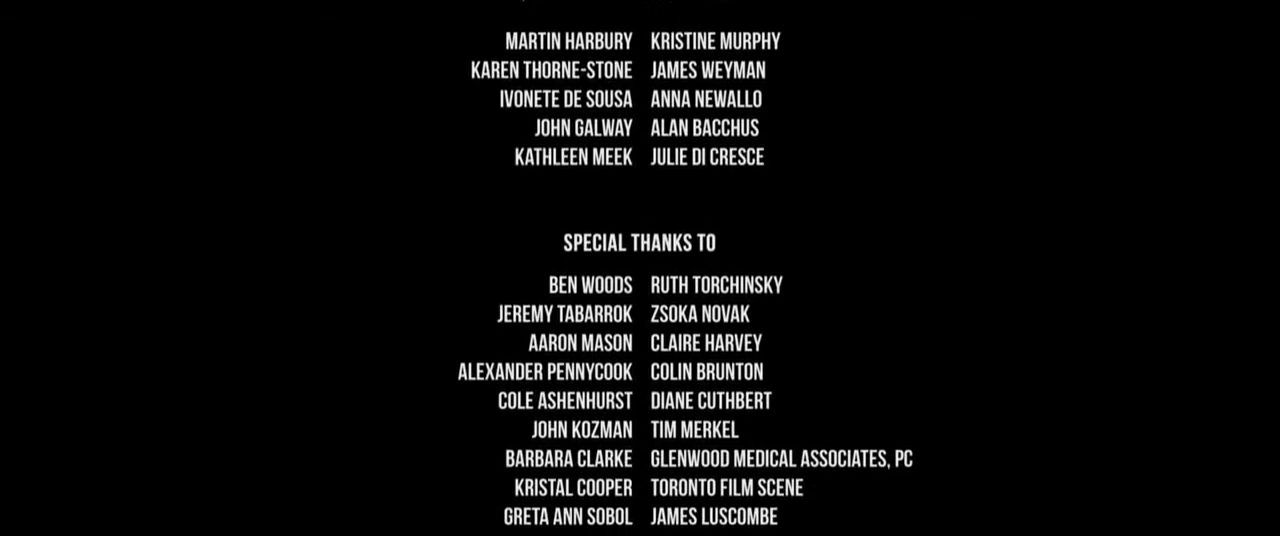 MARTIN HARBURY KRISTINE MURPHY
KAREN THORNE-STONE JAMES WEYMAN
IVONETE DE SOUSA ANNA NEWALLO
JOHN GALWAY ALAN BACCHUS
KATHLEEN MEEK JULIE DI CRESCE
SPECIAL THANKS TO
BEN WOODS RUTH TORCHINSKY
JEREMY TABARROK ZSOKA NOVAK
AARON MASON CLAIRE HARVEY
ALEXANDER PENNYCOOK COLIN BRUNTON
COLE ASHENHURST DIANE CUTHBERT
JOHN KOZMAN TIM MERKEL
BARBARA CLARKE GLENWOOD MEDICAL ASSOCIATES, PC
KRISTAL COOPER TORONTO FILM SCENE
GRETA ANN SOBOL JAMES LUSCOMBE